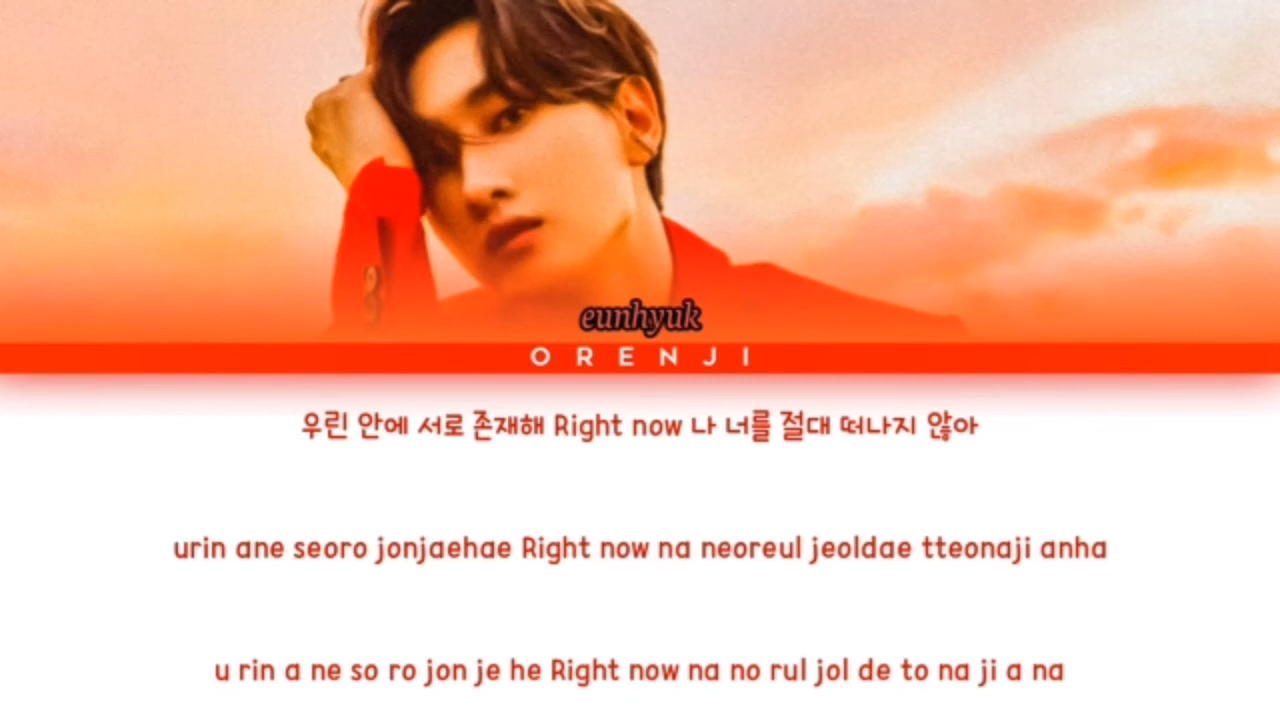 eunhyuk
ORENJI
우린 안에 서로 존재해 Right now 나 너를 절대 떠나지 않아
urin ane seoro jonjaehae Right now na neoreul jeoldae tteonaji anha
u rin a ne so ro jon je he Right now na no rul jol de to na ji a na